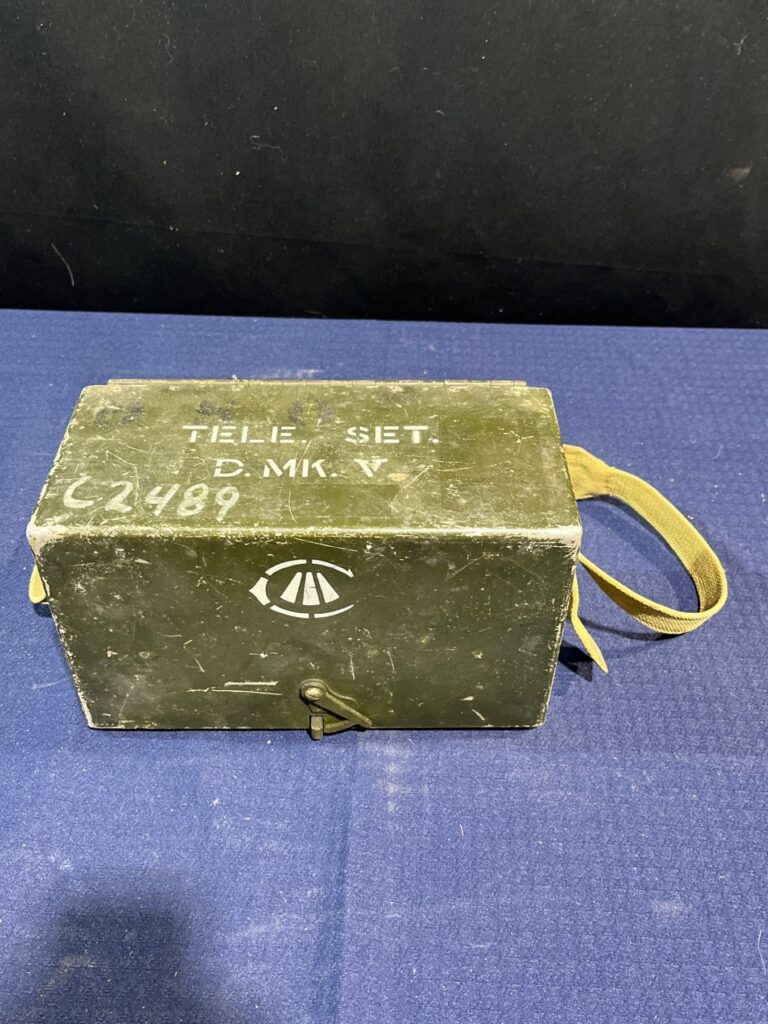 TELE. SET.
D. MK. V.
C2489